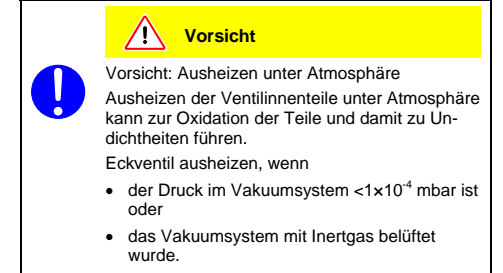 Vorsicht
Vorsicht: Ausheizen unter Atmosphäre
Ausheizen der Ventilinnenteile unter Atmosphäre
kann zur Oxidation der Teile und damit zu Un-
dichtheiten führen.
Eckventil ausheizen, wenn
• der Druck im Vakuumsystem <1×10⁻⁴ mbar ist
oder
• das Vakuumsystem mit Inertgas belüftet
wurde.